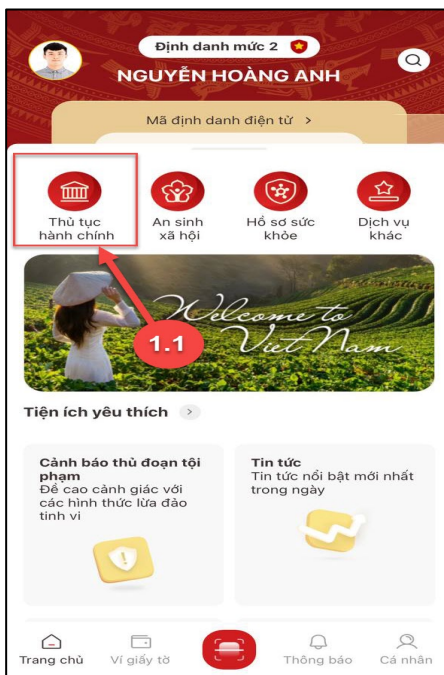 Định danh mức 2
NGUYỄN HOÀNG ANH
Mã định danh điện tử >
Thủ tục
hành chính
An sinh
xã hội
Hồ sơ sức
khỏe
Dịch vụ
khác
Welcome to
Viet Nam
1.1
Tiện ích yêu thích >
Cảnh báo thủ đoạn tội
phạm
Đề cao cảnh giác với
các hình thức lừa đảo
tinh vi
Tin tức
Tin tức nổi bật mới nhất
trong ngày
Trang chủ
Ví giấy tờ
Thông báo
Cá nhân